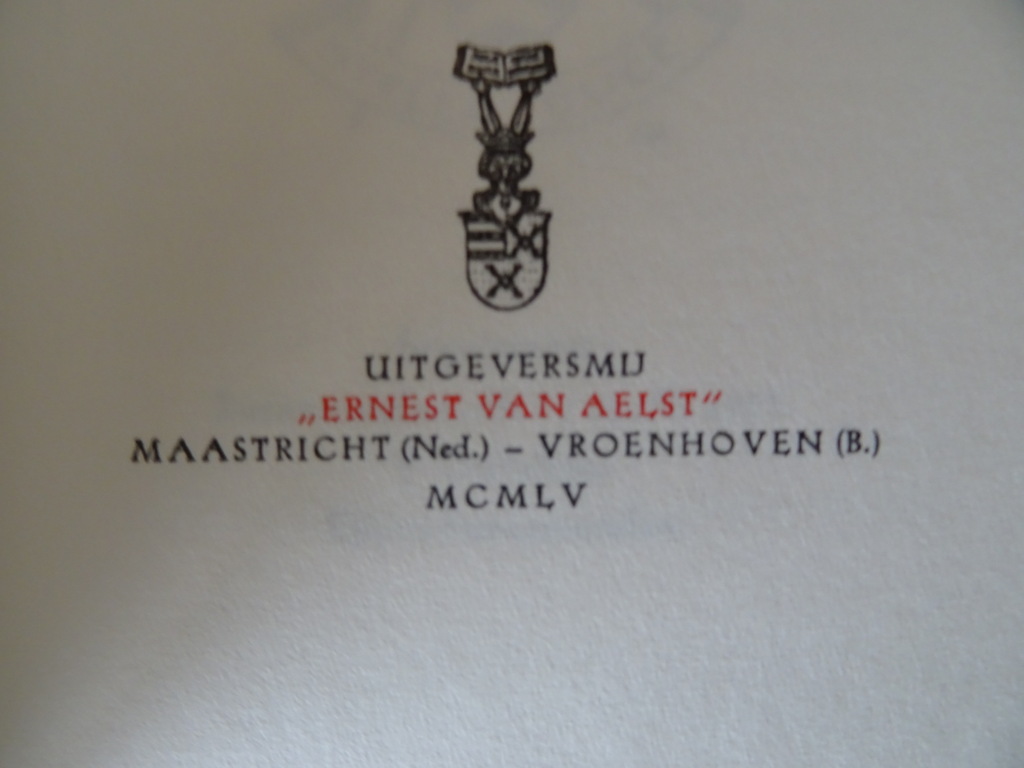 UITGEVERSMIJ
„ERNEST VAN AELST”
MAASTRICHT (Ned.) – VROENHOVEN (B.)
MCMLV